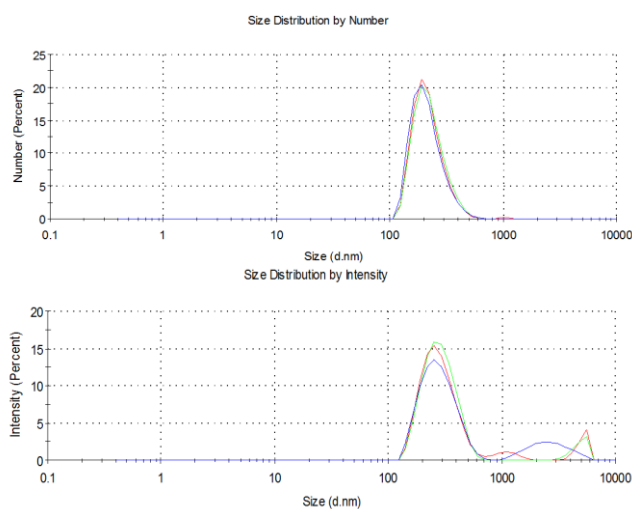 Size Distribution by Number
25
20
15
10
5
0
Number (Percent)
0.1 1 10 100 1000 10000
Size (d.nm)
Size Distribution by Intensity
20
15
10
5
0
Intensity (Percent)
0.1 1 10 100 1000 10000
Size (d.nm)